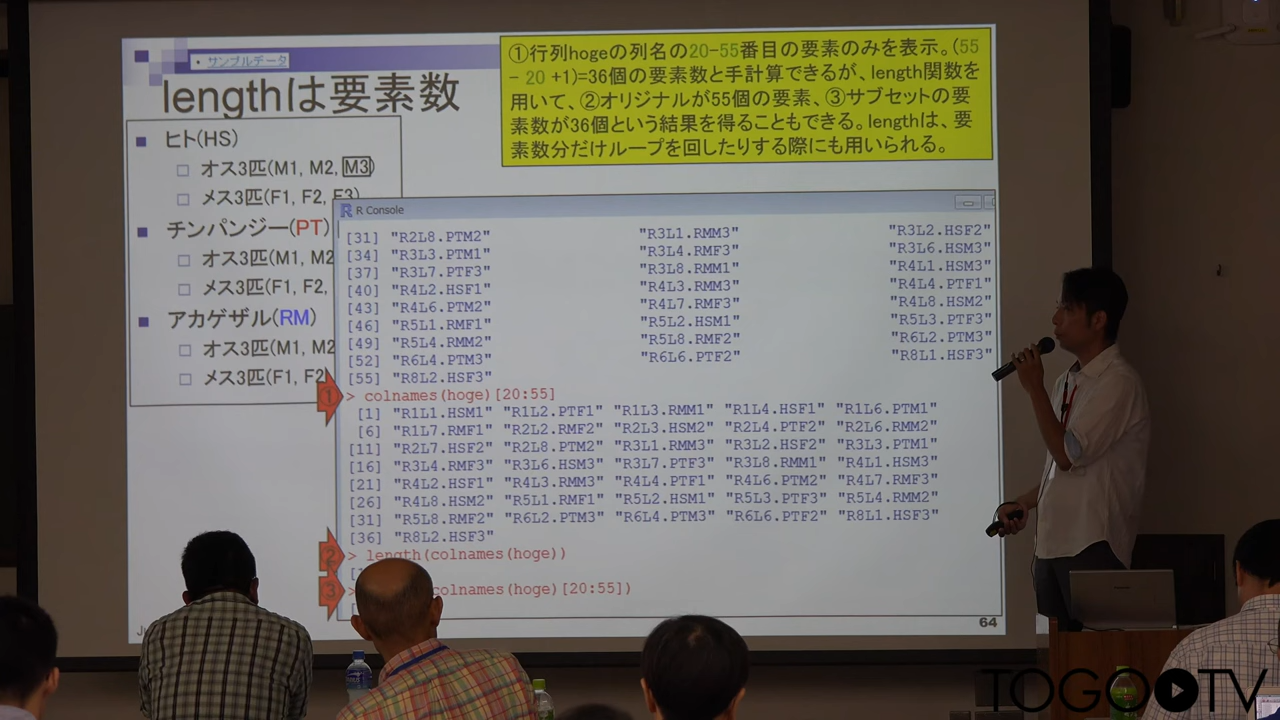 • サンプルデータ
lengthは要素数
①行列hogeの列名の20-55番目の要素のみを表示。(55
- 20 +1)=36個の要素数と手計算できるが、length関数を
用いて、②オリジナルが55個の要素、③サブセットの要
素数が36個という結果を得ることもできる。lengthは、要
素数分だけループを回したりする際にも用いられる。
ヒト(HS)
オス3匹(M1, M2, M3)
メス3匹(F1, F2, F3)
チンパンジー(PT)
オス3匹(M1, M2
メス3匹(F1, F2,
アカゲザル(RM)
オス3匹(M1, M2
メス3匹(F1, F2
R Console
[31] "R2L8.PTM2" "R3L1.RMM3" "R3L2.HSF2"
[34] "R3L3.PTM1" "R3L4.RMF3" "R3L6.HSM3"
[37] "R3L7.PTF3" "R3L8.RMM1" "R4L1.HSM3"
[40] "R4L2.HSF1" "R4L3.RMM3" "R4L4.PTF1"
[43] "R4L6.PTM2" "R4L7.RMF3" "R4L8.HSM2"
[46] "R5L1.RMF1" "R5L2.HSM1" "R5L3.PTF3"
[49] "R5L4.RMM2" "R5L8.RMF2" "R6L2.PTM3"
[52] "R6L4.PTM3" "R6L6.PTF2" "R8L1.HSF3"
[55] "R8L2.HSF3"
① > colnames(hoge)[20:55]
[1] "R1L1.HSM1" "R1L2.PTF1" "R1L3.RMM1" "R1L4.HSF1" "R1L6.PTM1"
[6] "R1L7.RMF1" "R2L2.RMF2" "R2L3.HSM2" "R2L4.PTF2" "R2L6.RMM2"
[11] "R2L7.HSF2" "R2L8.PTM2" "R3L1.RMM3" "R3L2.HSF2" "R3L3.PTM1"
[16] "R3L4.RMF3" "R3L6.HSM3" "R3L7.PTF3" "R3L8.RMM1" "R4L1.HSM3"
[21] "R4L2.HSF1" "R4L3.RMM3" "R4L4.PTF1" "R4L6.PTM2" "R4L7.RMF3"
[26] "R4L8.HSM2" "R5L1.RMF1" "R5L2.HSM1" "R5L3.PTF3" "R5L4.RMM2"
[31] "R5L8.RMF2" "R6L2.PTM3" "R6L4.PTM3" "R6L6.PTF2" "R8L1.HSF3"
[36] "R8L2.HSF3"
② > length(colnames(hoge))
③ > colnames(hoge)[20:55])
64
TOGO TV